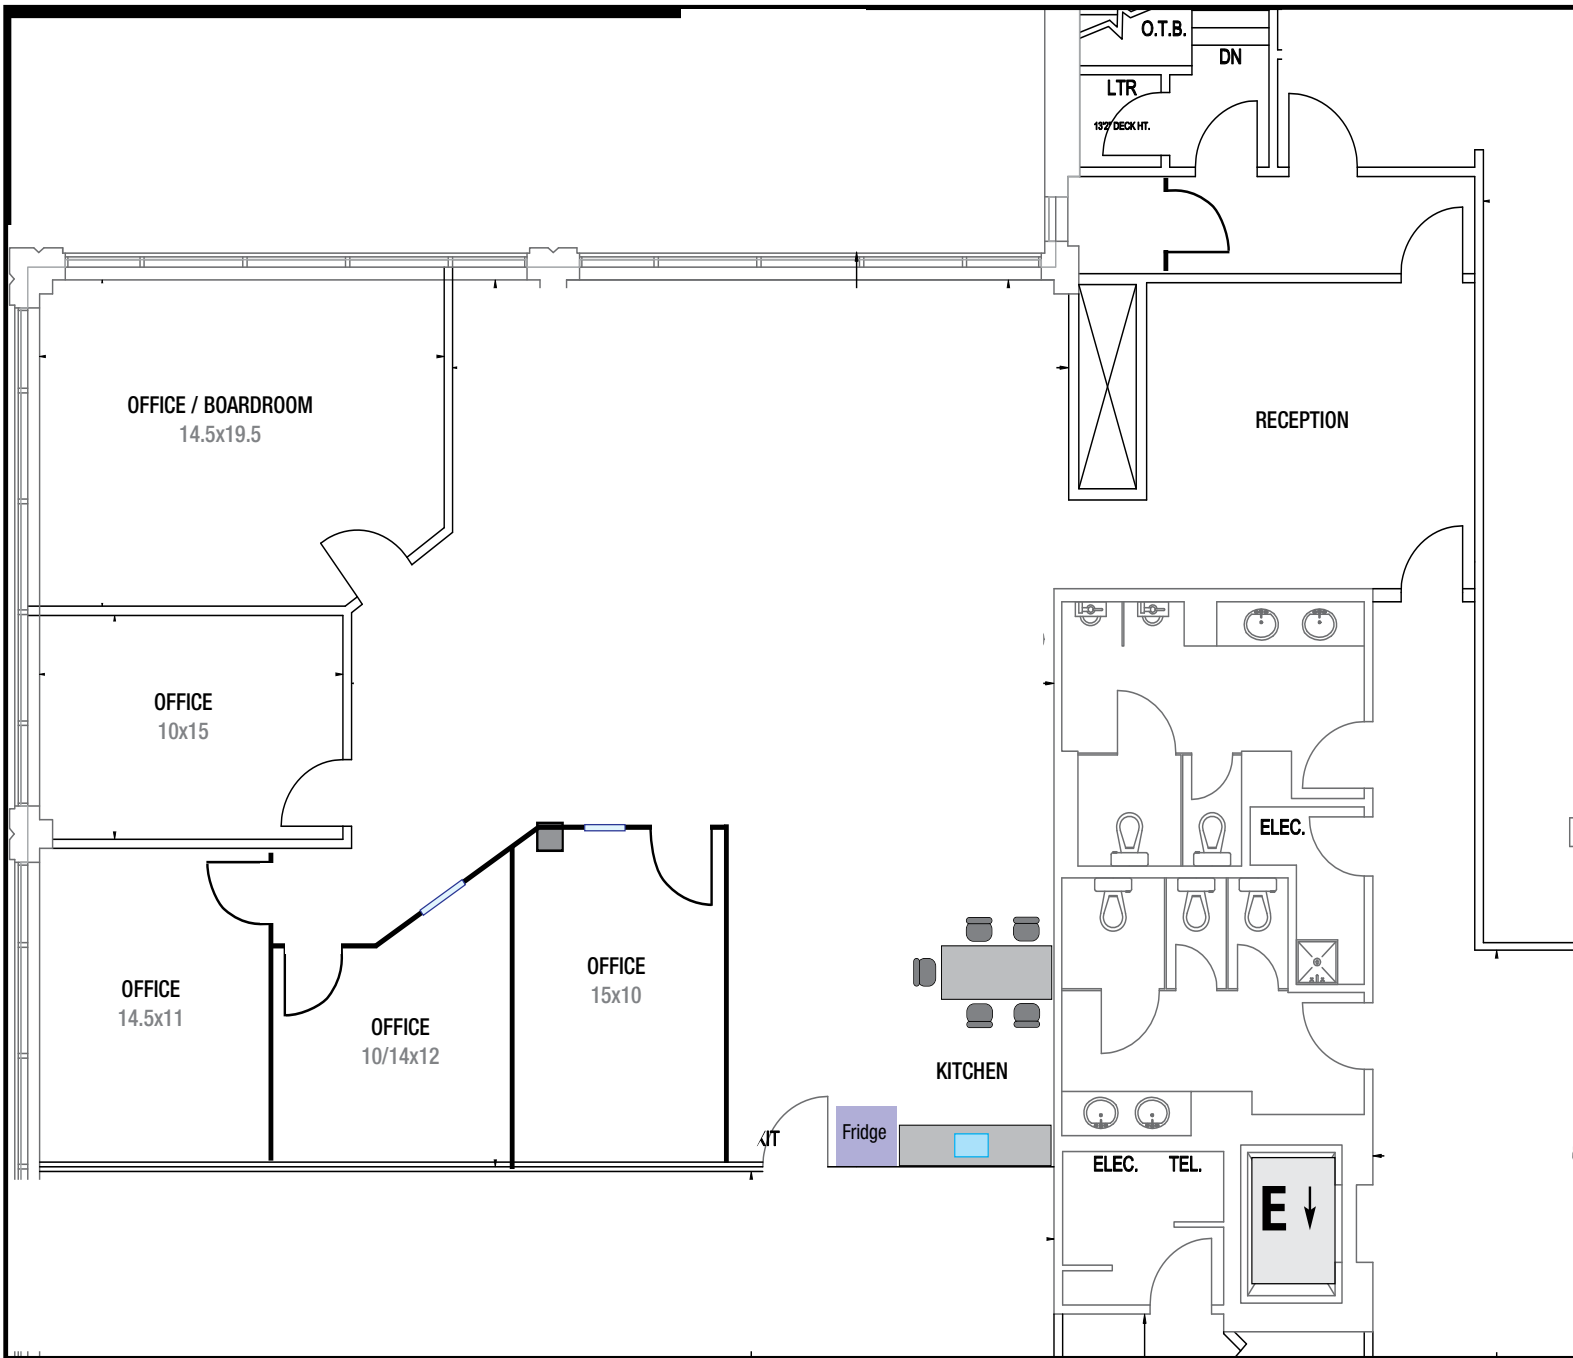 O.T.B.
DN
LTR
13'2" DECK HT.
OFFICE / BOARDROOM
14.5x19.5
RECEPTION
OFFICE
10x15
ELEC.
OFFICE
15x10
OFFICE
14.5x11
OFFICE
10/14x12
KITCHEN
Fridge
ELEC. TEL.
E